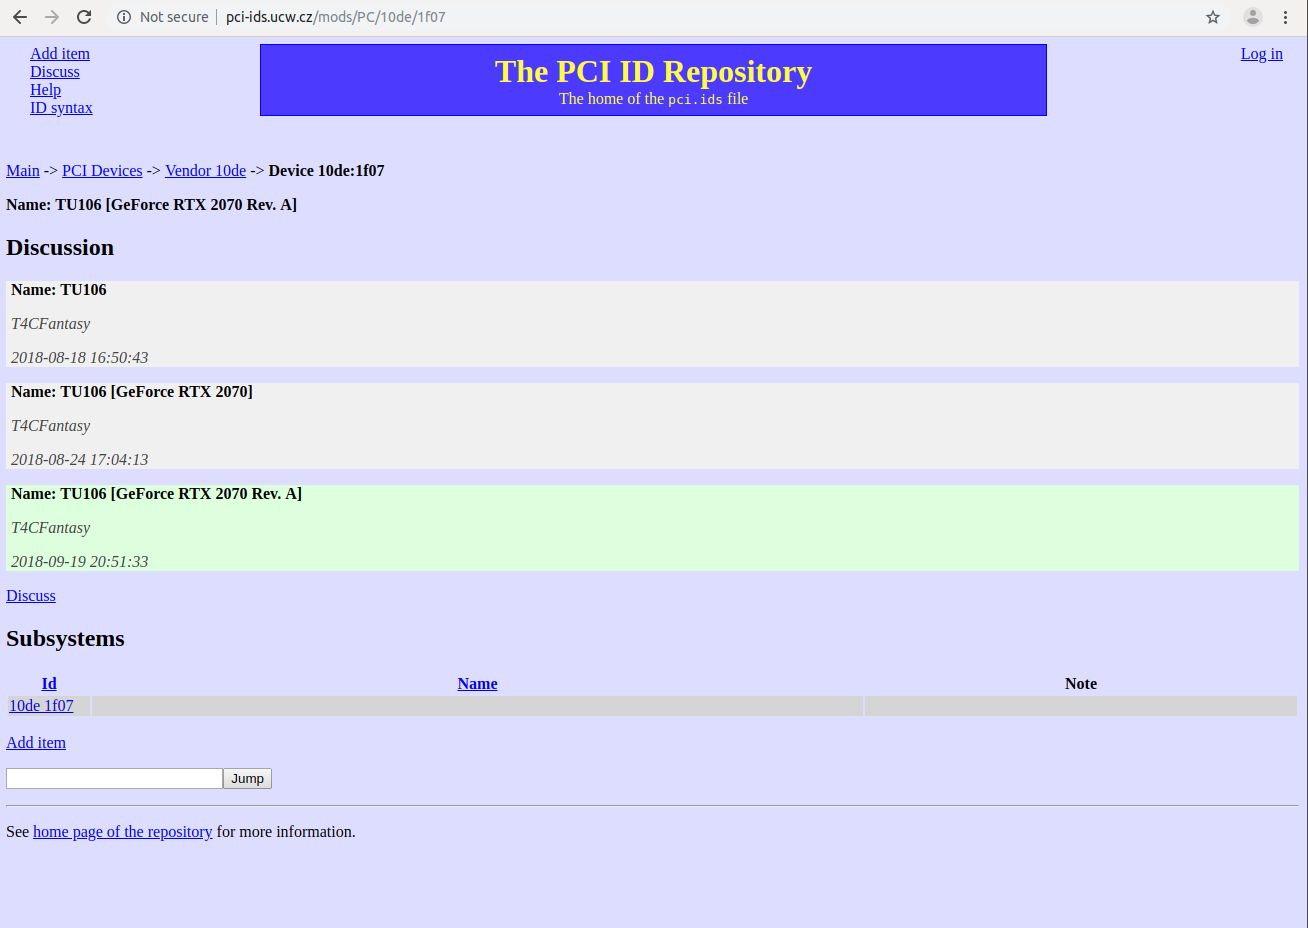 Not secure | pci-ids.ucw.cz/mods/PC/10de/1f07
Add item
Discuss
Help
ID syntax
The PCI ID Repository
The home of the pci.ids file
Log in
Main -> PCI Devices -> Vendor 10de -> Device 10de:1f07
Name: TU106 [GeForce RTX 2070 Rev. A]
Discussion
Name: TU106
T4CFantasy
2018-08-18 16:50:43
Name: TU106 [GeForce RTX 2070]
T4CFantasy
2018-08-24 17:04:13
Name: TU106 [GeForce RTX 2070 Rev. A]
T4CFantasy
2018-09-19 20:51:33
Discuss
Subsystems
Id Name Note
10de 1f07
Add item
Jump
See home page of the repository for more information.